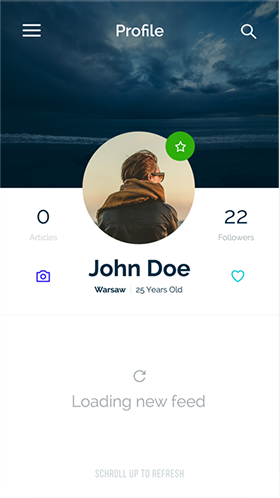 Profile
0
Articles
22
Followers
John Doe
Warsaw | 25 Years Old
Loading new feed
SCHROLL UP TO REFRESH